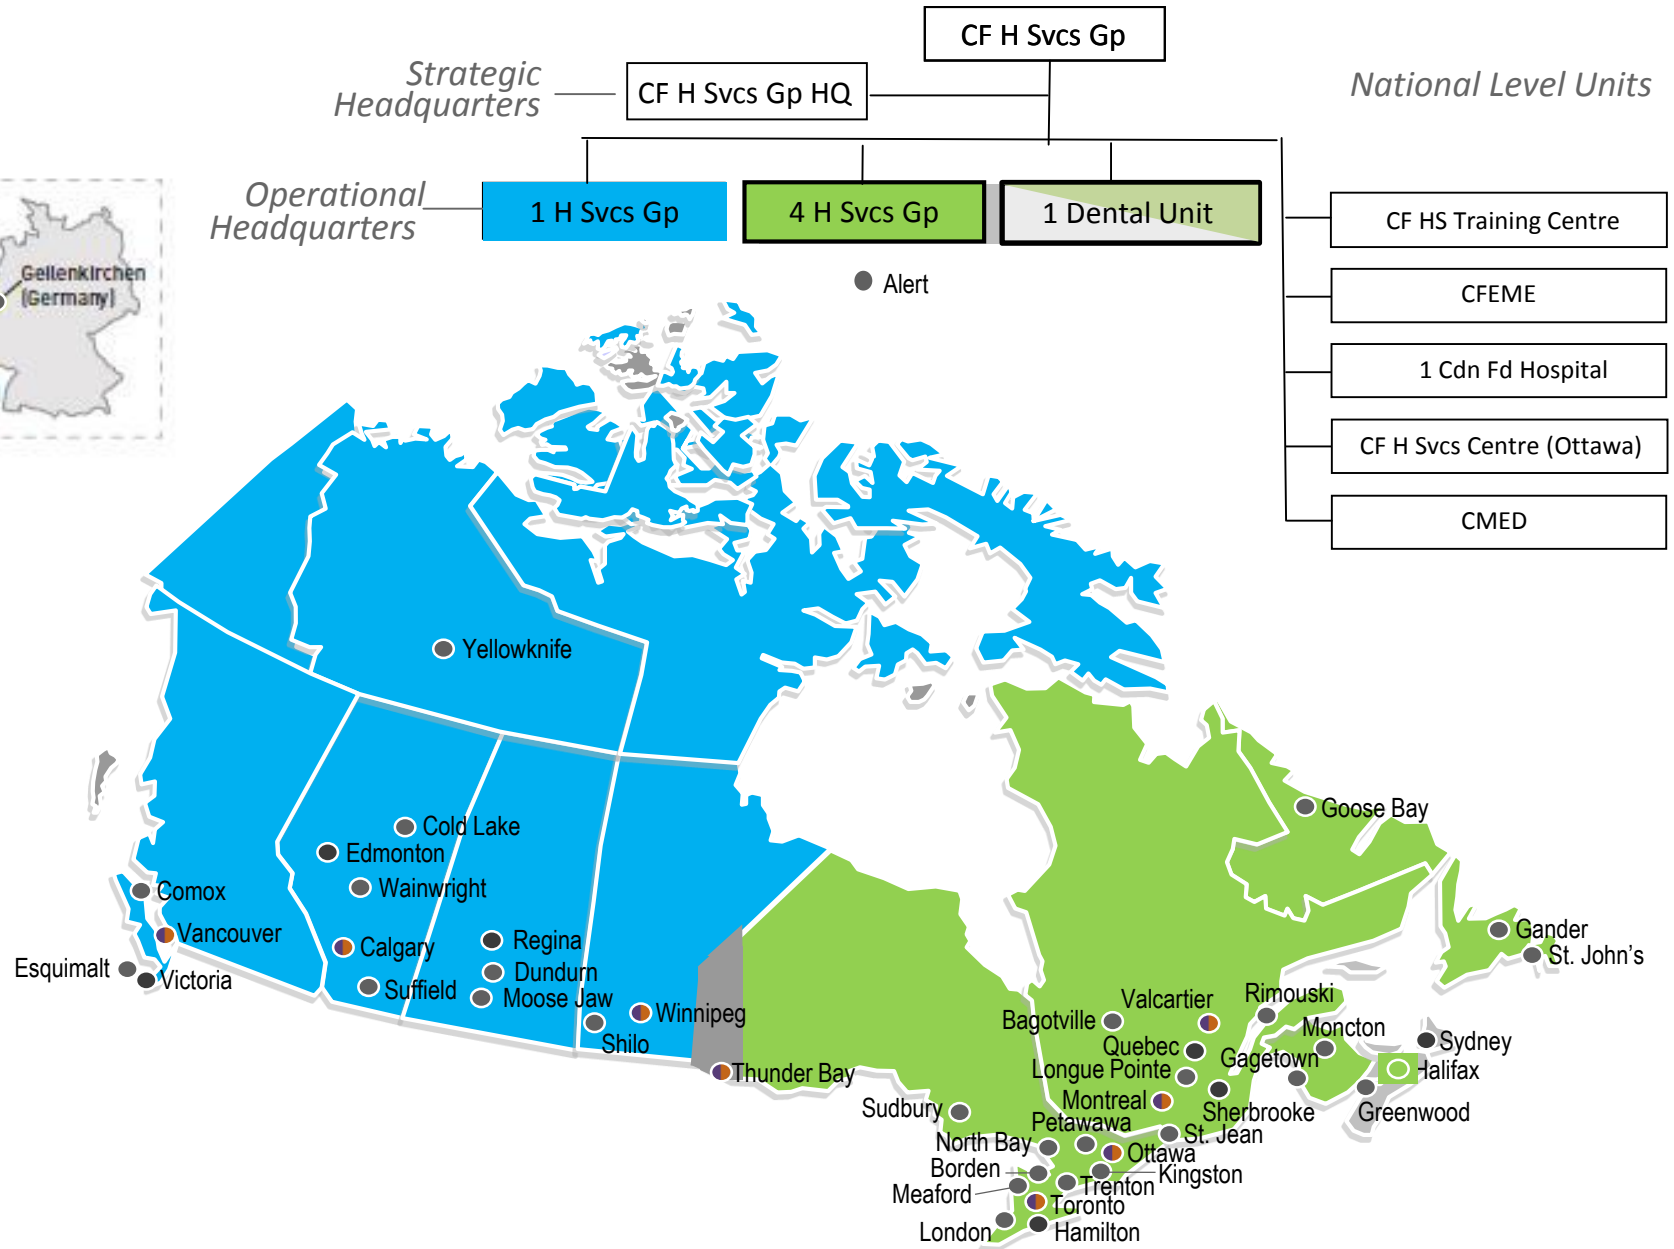 CF H Svcs Gp
Strategic
Headquarters
CF H Svcs Gp HQ
National Level Units
Operational
Headquarters
1 H Svcs Gp
4 H Svcs Gp
1 Dental Unit
CF HS Training Centre
CFEME
1 Cdn Fd Hospital
CF H Svcs Centre (Ottawa)
CMED
Geilenkirchen
(Germany)
Alert
Yellowknife
Cold Lake
Edmonton
Wainwright
Comox
Vancouver
Calgary
Regina
Esquimalt
Victoria
Suffield
Dundurn
Moose Jaw
Winnipeg
Shilo
Thunder Bay
Goose Bay
Gander
St. John's
Valcartier
Rimouski
Bagotville
Moncton
Quebec
Gagetown
Sydney
Longue Pointe
Halifax
Montreal
Sherbrooke
Greenwood
Sudbury
Petawawa
St. Jean
North Bay
Ottawa
Borden
Kingston
Meaford
Trenton
Toronto
London
Hamilton